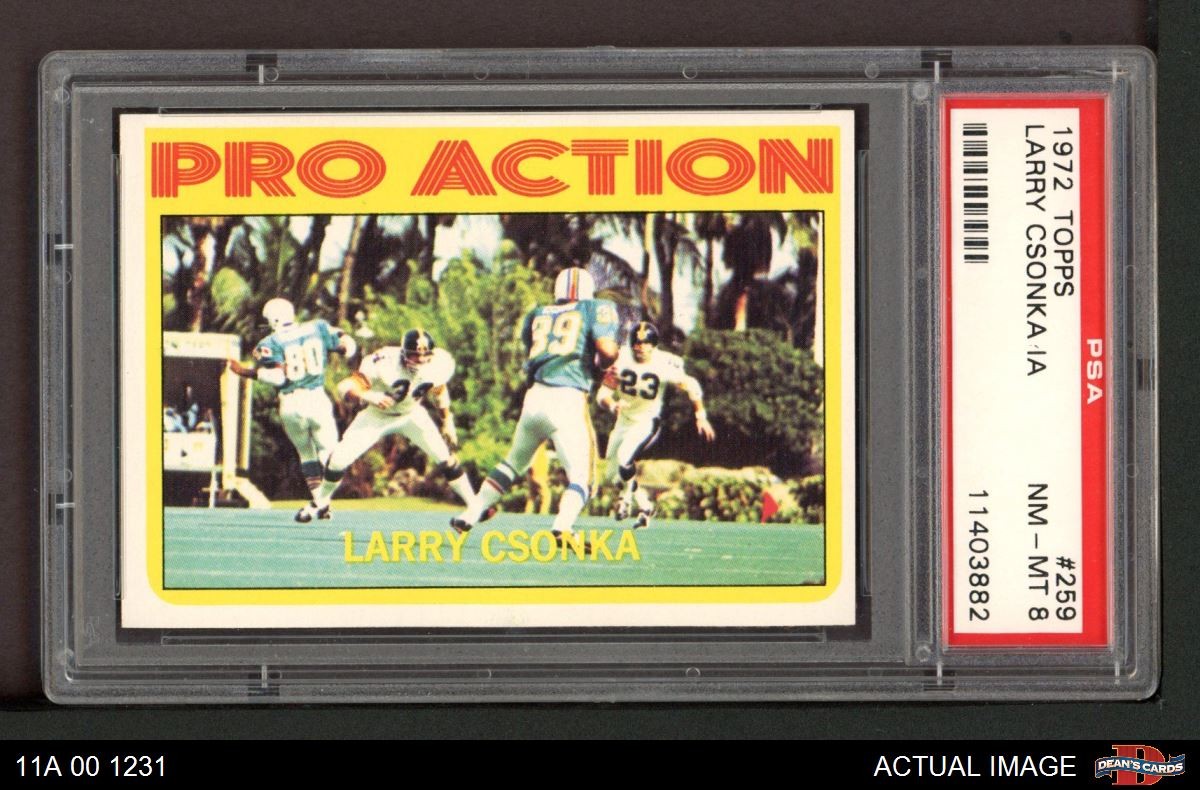 PRO ACTION
80
34
39
23
LARRY CSONKA
1972 TOPPS
LARRY CSONKA-IA
#259
NM-MT 8
11403882
PSA
11A 00 1231
ACTUAL IMAGE
DEAN'S CARDS